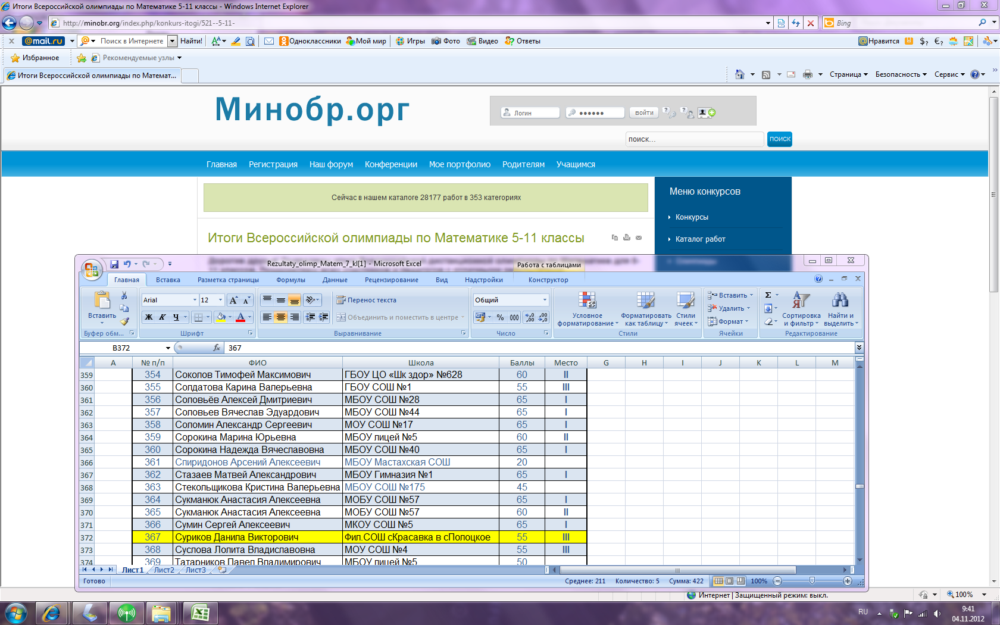 Итоги Всероссийской олимпиады по Математике 5-11 классы - Windows Internet Explorer
http://minobr.org/index.php/konkurs-itogi/521--5-11-
Bing
@mail.ru Поиск в Интернете Найти! Одноклассники Мой мир Игры Фото Видео Ответы Нравится
Избранное Рекомендуемые узлы
Итоги Всероссийской олимпиады по Математ... Страница Безопасность Сервис
Минобр.орг
Логин войти
поиск... ПОИСК
Главная Регистрация Наш форум Конференции Мое портфолио Родителям Учащимся
Сейчас в нашем каталоге 28177 работ в 353 категориях
Меню конкурсов
Конкурсы
Каталог работ
Итоги Всероссийской олимпиады по Математике 5-11 классы
Rezultaty_olimp_Matem_7_kl[1] - Microsoft Excel
Работа с таблицами
Главная Вставка Разметка страницы Формулы Данные Рецензирование Вид Надстройки Конструктор
Вставить
Буфер обм...
Arial 12
Ж К Ч
Шрифт
Перенос текста
Объединить и поместить в центре
Выравнивание
Общий
% 000
Число
Условное форматирование
Форматировать как таблицу
Стили ячеек
Стили
Вставить
Удалить
Формат
Ячейки
Сортировка и фильтр
Найти и выделить
Редактирование
B372 fx 367
A № п/п ФИО Школа Баллы Место G H I J K L M
359 354 Соколов Тимофей Максимович ГБОУ ЦО «Шк здор» №628 60 II
360 355 Солдатова Карина Валерьевна ГБОУ СОШ №1 55 III
361 356 Соловьёв Алексей Дмитриевич МБОУ СОШ №28 65 I
362 357 Соловьев Вячеслав Эдуардович МБОУ СОШ №44 65 I
363 358 Соломин Александр Сергеевич МОУ СОШ №17 65 I
364 359 Сорокина Марина Юрьевна МБОУ лицей №5 60 II
365 360 Сорокина Надежда Вячеславовна МБОУ СОШ №40 65 I
366 361 Спиридонов Арсений Алексеевич МБОУ Мастахская СОШ 20
367 362 Стазаев Матвей Александрович МБОУ Гимназия №1 65 I
368 363 Стекольщикова Кристина Валерьевна МБОУ СОШ №175 45
369 364 Сукманюк Анастасия Алексеевна МОБУ СОШ №57 65 I
370 365 Сукманюк Анастасия Алексеевна МОБУ СОШ №57 60 II
371 366 Сумин Сергей Алексеевич МКОУ СОШ №5 65 I
372 367 Суриков Данила Викторович Фил.СОШ сКрасавка в сПолоцкое 55 III
373 368 Суслова Лолита Владиславовна МОУ СОШ №4 55 III
374 369 Татарников Павел Владимирович МБОУ лицей №5 50
Лист1 Лист2 Лист3
Готово Среднее: 211 Количество: 5 Сумма: 422 100%
Интернет | Защищенный режим: выкл. 100%
RU 9:41
04.11.2012